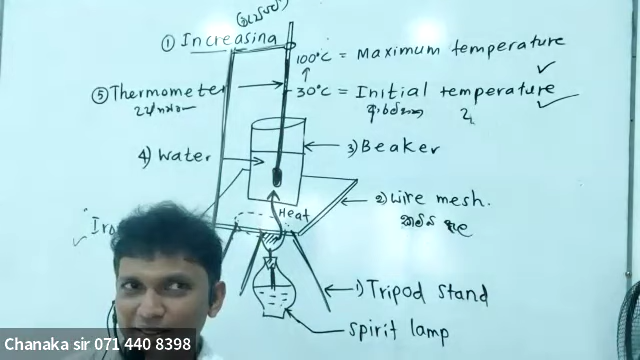 ① Increasing
100°C = Maximum temperature
⑤ Thermometer
30°C = Initial temperature
4) Water
3) Beaker
2) wire mesh.
Heat
1) Tripod stand
spirit lamp
Chanaka sir 071 440 8398